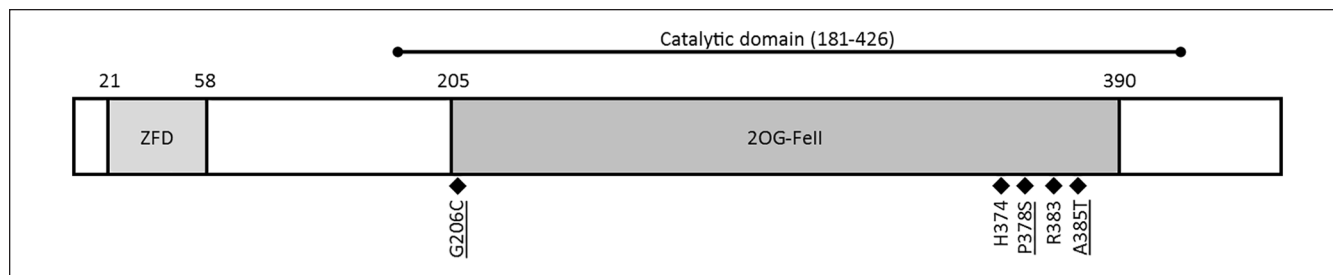 Catalytic domain (181-426)
21 58 205 390
ZFD 2OG-FeII
G206C H374 P378S R383 A385T